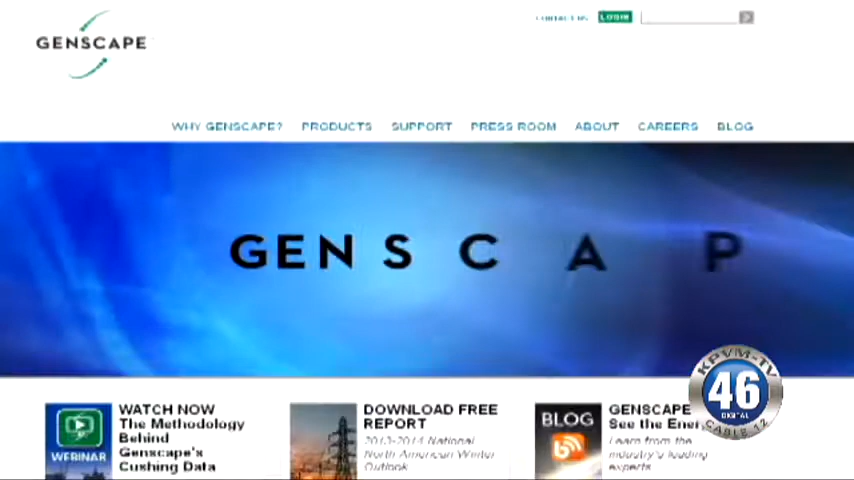 CONTACT US LOGIN
GENSCAPE
WHY GENSCAPE? PRODUCTS SUPPORT PRESS ROOM ABOUT CAREERS BLOG
GENSCAP
WATCH NOW
The Methodology
Behind
Genscape's
Cushing Data
WEBINAR
DOWNLOAD FREE
REPORT
2013-2014 National
North American Winter
Outlook
BLOG
GENSCAPE
See the
Learn from the
industry's leading
experts
KPVM-TV
46
DIGITAL
CABLE 12